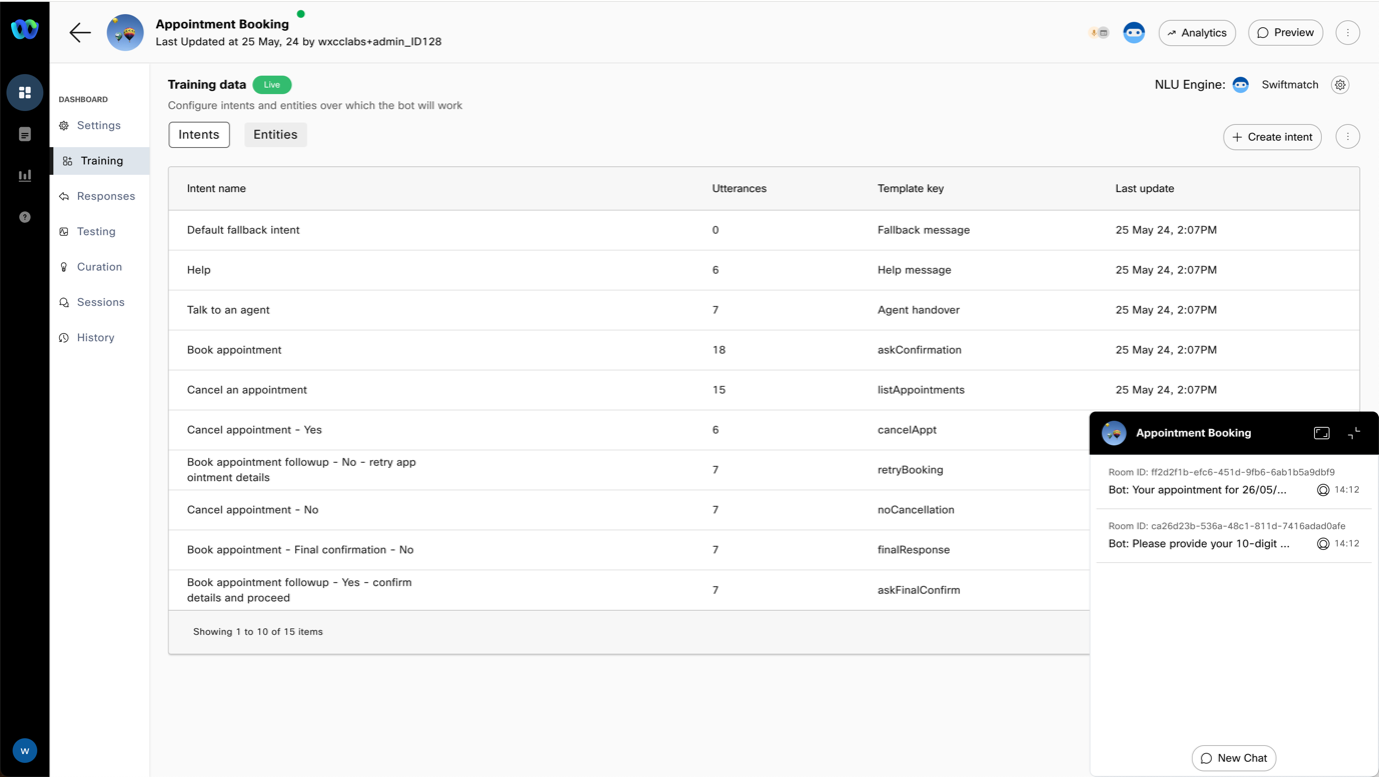 Appointment Booking
Last Updated at 25 May, 24 by wxcclabs+admin_ID128
Analytics
Preview
DASHBOARD
Settings
Training
Responses
Testing
Curation
Sessions
History
Training data Live
Configure intents and entities over which the bot will work
NLU Engine: Swiftmatch
Intents Entities
+ Create intent
Intent name Utterances Template key Last update
Default fallback intent 0 Fallback message 25 May 24, 2:07PM
Help 6 Help message 25 May 24, 2:07PM
Talk to an agent 7 Agent handover 25 May 24, 2:07PM
Book appointment 18 askConfirmation 25 May 24, 2:07PM
Cancel an appointment 15 listAppointments 25 May 24, 2:07PM
Cancel appointment - Yes 6 cancelAppt
Book appointment followup - No - retry app
ointment details 7 retryBooking
Cancel appointment - No 7 noCancellation
Book appointment - Final confirmation - No 7 finalResponse
Book appointment followup - Yes - confirm
details and proceed 7 askFinalConfirm
Showing 1 to 10 of 15 items
Appointment Booking
Room ID: ff2d2f1b-efc6-451d-9fb6-6ab1b5a9dbf9
Bot: Your appointment for 26/05/... 14:12
Room ID: ca26d23b-536a-48c1-811d-7416adad0afe
Bot: Please provide your 10-digit ... 14:12
New Chat
W